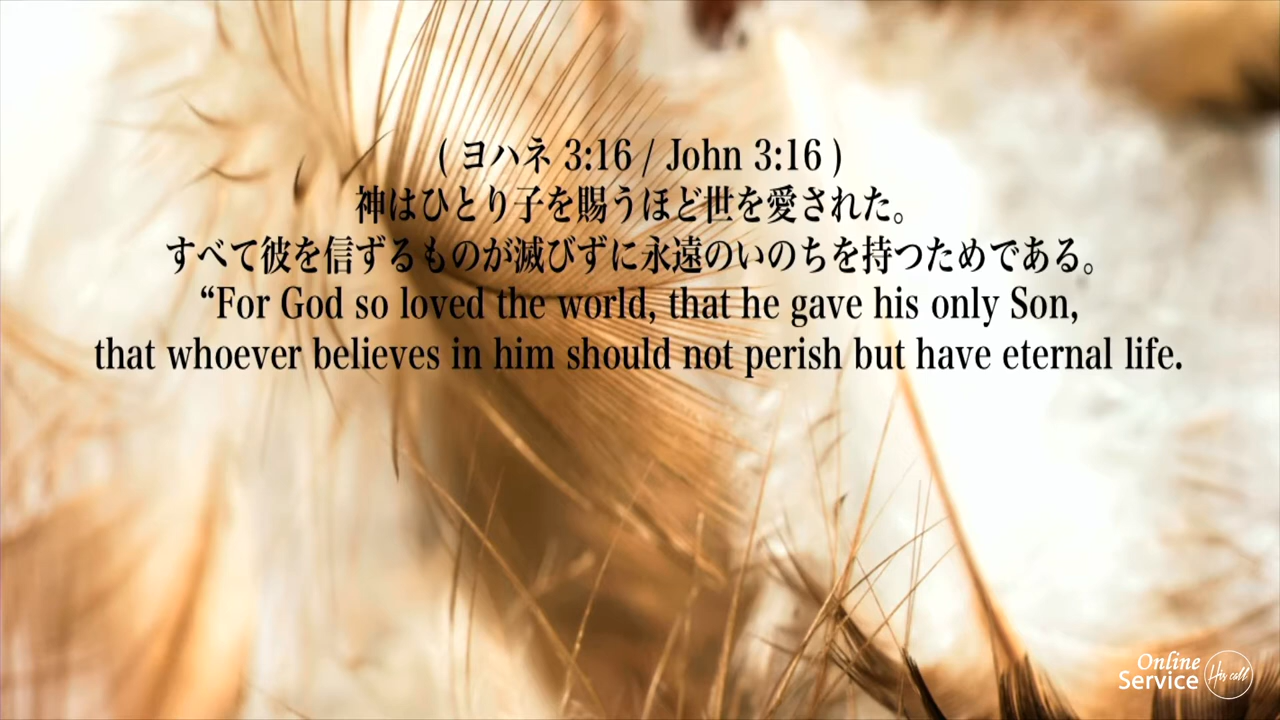 ( ヨハネ 3:16 / John 3:16 )
神はひとり子を賜うほど世を愛された。
すべて彼を信ずるものが滅びずに永遠のいのちを持つためである。
“For God so loved the world, that he gave his only Son,
that whoever believes in him should not perish but have eternal life.
Online
Service
His call